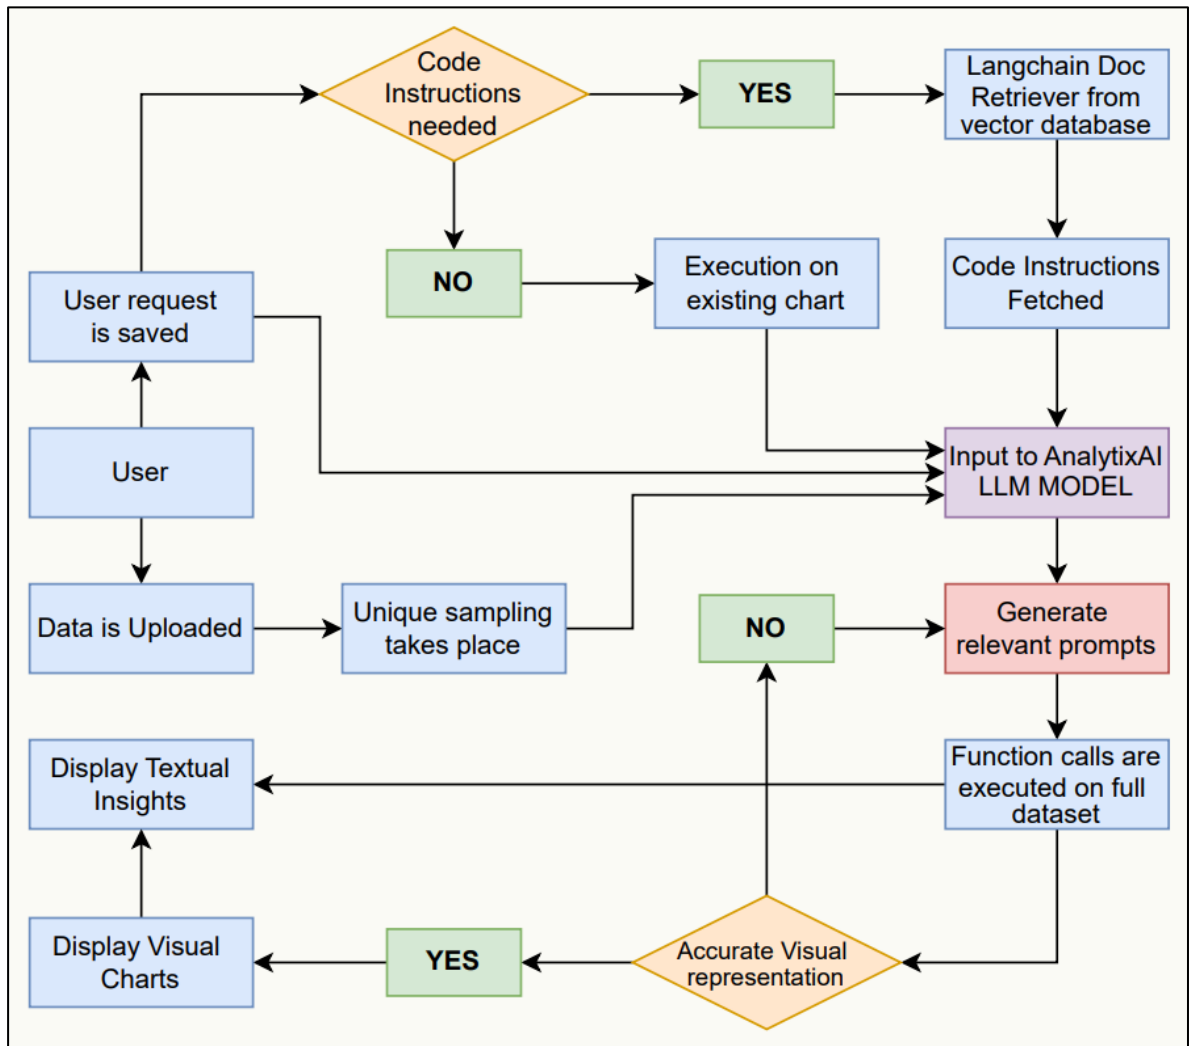 Code
Instructions
needed
YES
Langchain Doc
Retriever from
vector database
NO
Execution on
existing chart
Code Instructions
Fetched
User request
is saved
User
Input to AnalytixAI
LLM MODEL
Data is Uploaded
Unique sampling
takes place
NO
Generate
relevant prompts
Display Textual
Insights
Function calls are
executed on full
dataset
Display Visual
Charts
YES
Accurate Visual
representation